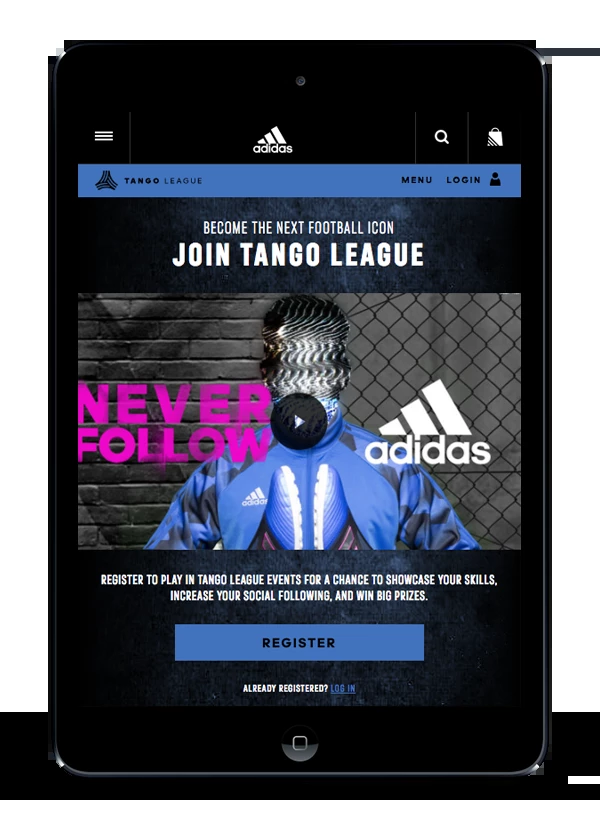 adidas
TANGO LEAGUE
MENU LOGIN
BECOME THE NEXT FOOTBALL ICON
JOIN TANGO LEAGUE
NEVER
FOLLOW
adidas
adidas
REGISTER TO PLAY IN TANGO LEAGUE EVENTS FOR A CHANCE TO SHOWCASE YOUR SKILLS,
INCREASE YOUR SOCIAL FOLLOWING, AND WIN BIG PRIZES.
REGISTER
ALREADY REGISTERED? LOG IN